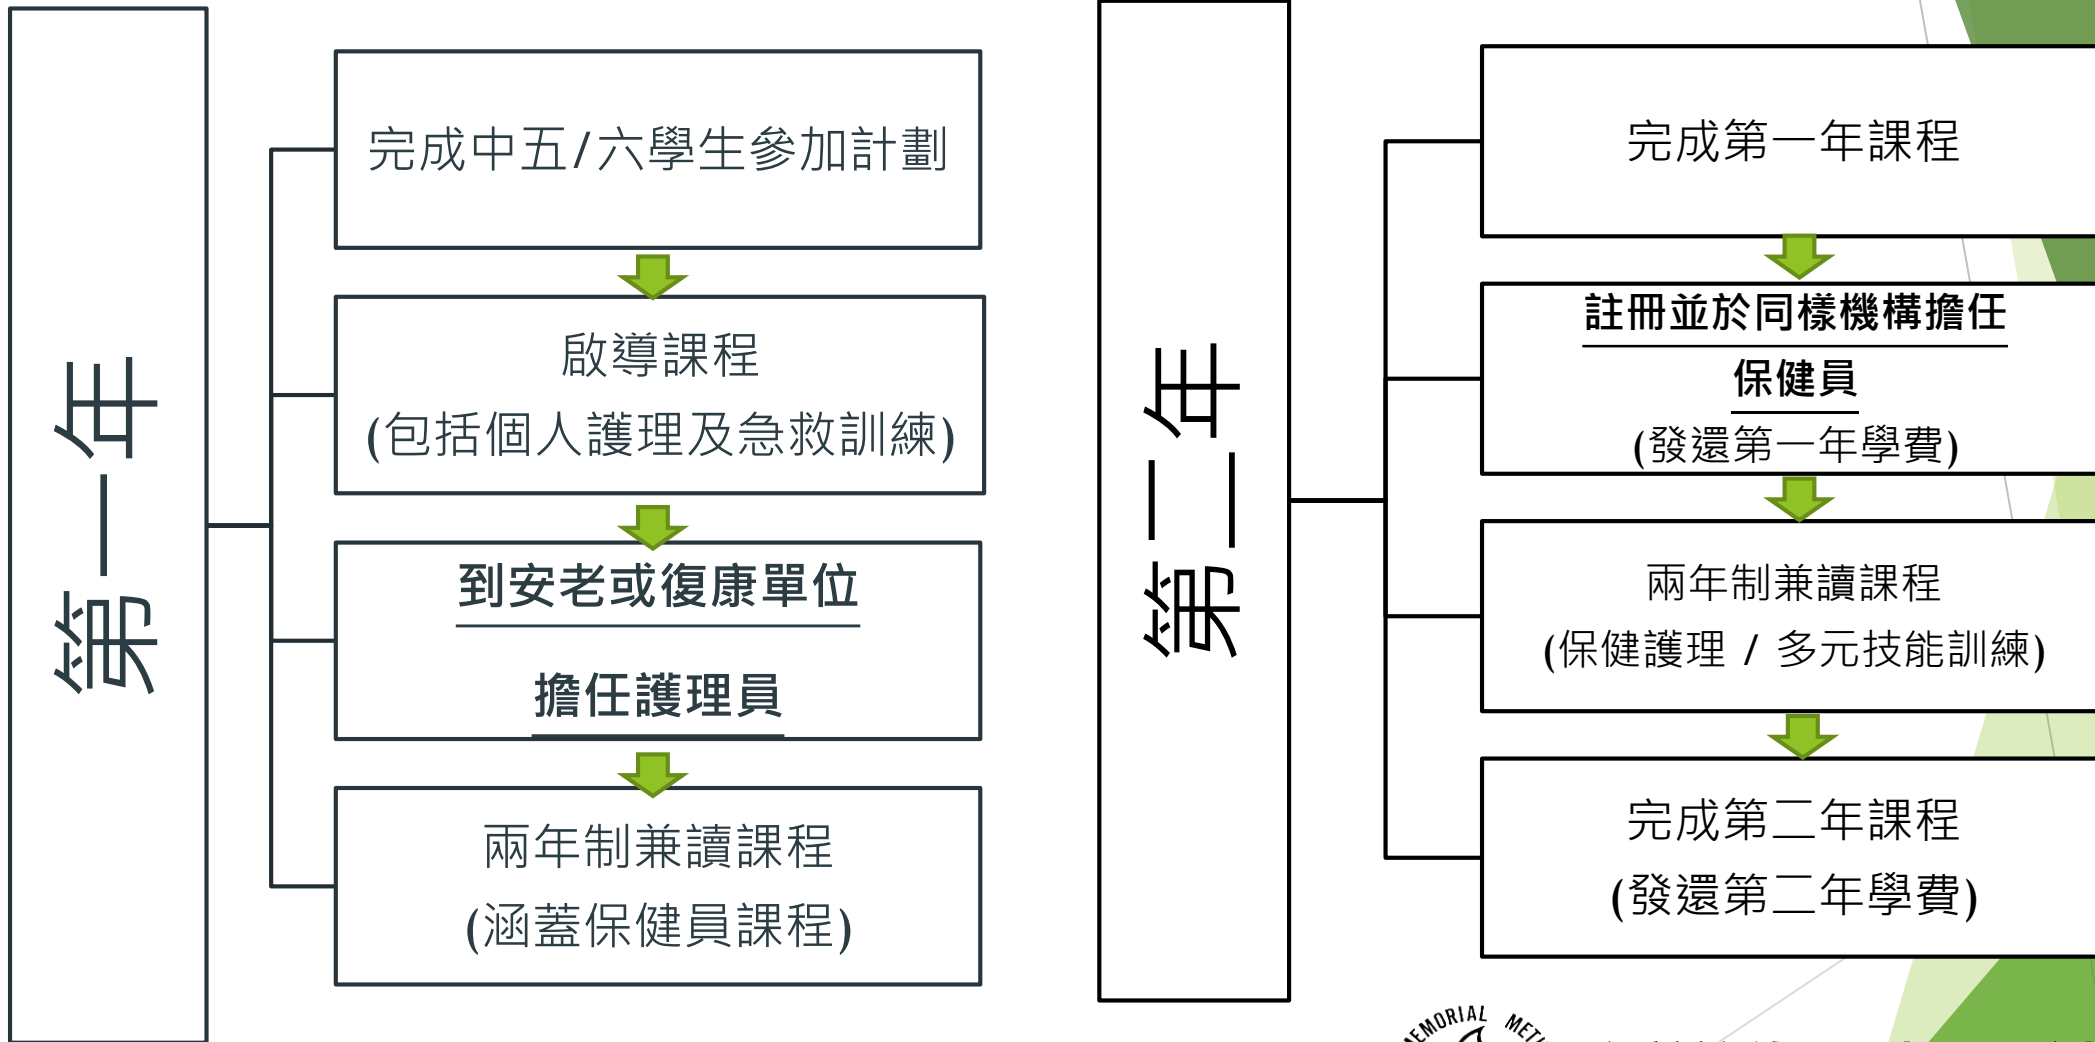 第一年
完成中五/六學生參加計劃
啟導課程
(包括個人護理及急救訓練)
到安老或復康單位
擔任護理員
兩年制兼讀課程
(涵蓋保健員課程)
第二年
完成第一年課程
註冊並於同樣機構擔任
保健員
(發還第一年學費)
兩年制兼讀課程
(保健護理 / 多元技能訓練)
完成第二年課程
(發還第二年學費)
MEMORIAL